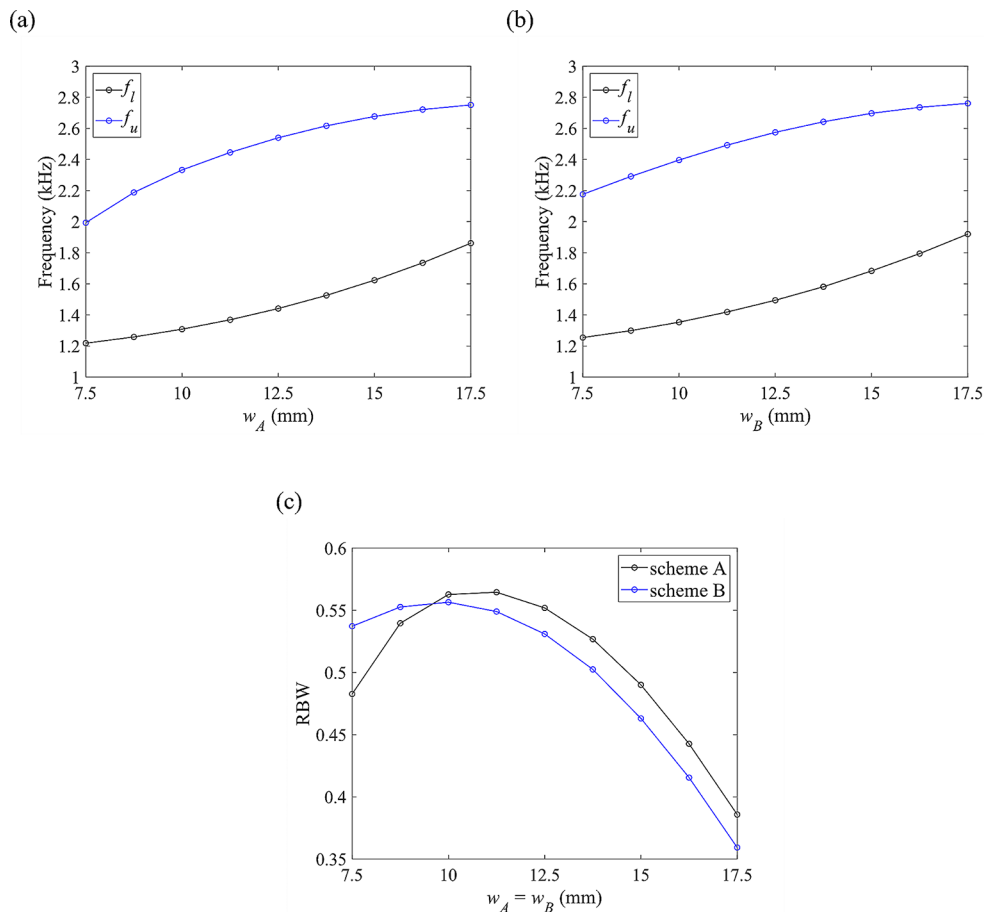 (a)
(b)
3
2.8
2.6
2.4
2.2
2
1.8
1.6
1.4
1.2
1
Frequency (kHz)
f_l
f_u
7.5 10 12.5 15 17.5
w_A (mm)
3
2.8
2.6
2.4
2.2
2
1.8
1.6
1.4
1.2
1
Frequency (kHz)
f_l
f_u
7.5 10 12.5 15 17.5
w_B (mm)
(c)
0.6
0.55
0.5
0.45
0.4
0.35
RBW
scheme A
scheme B
7.5 10 12.5 15 17.5
w_A = w_B (mm)